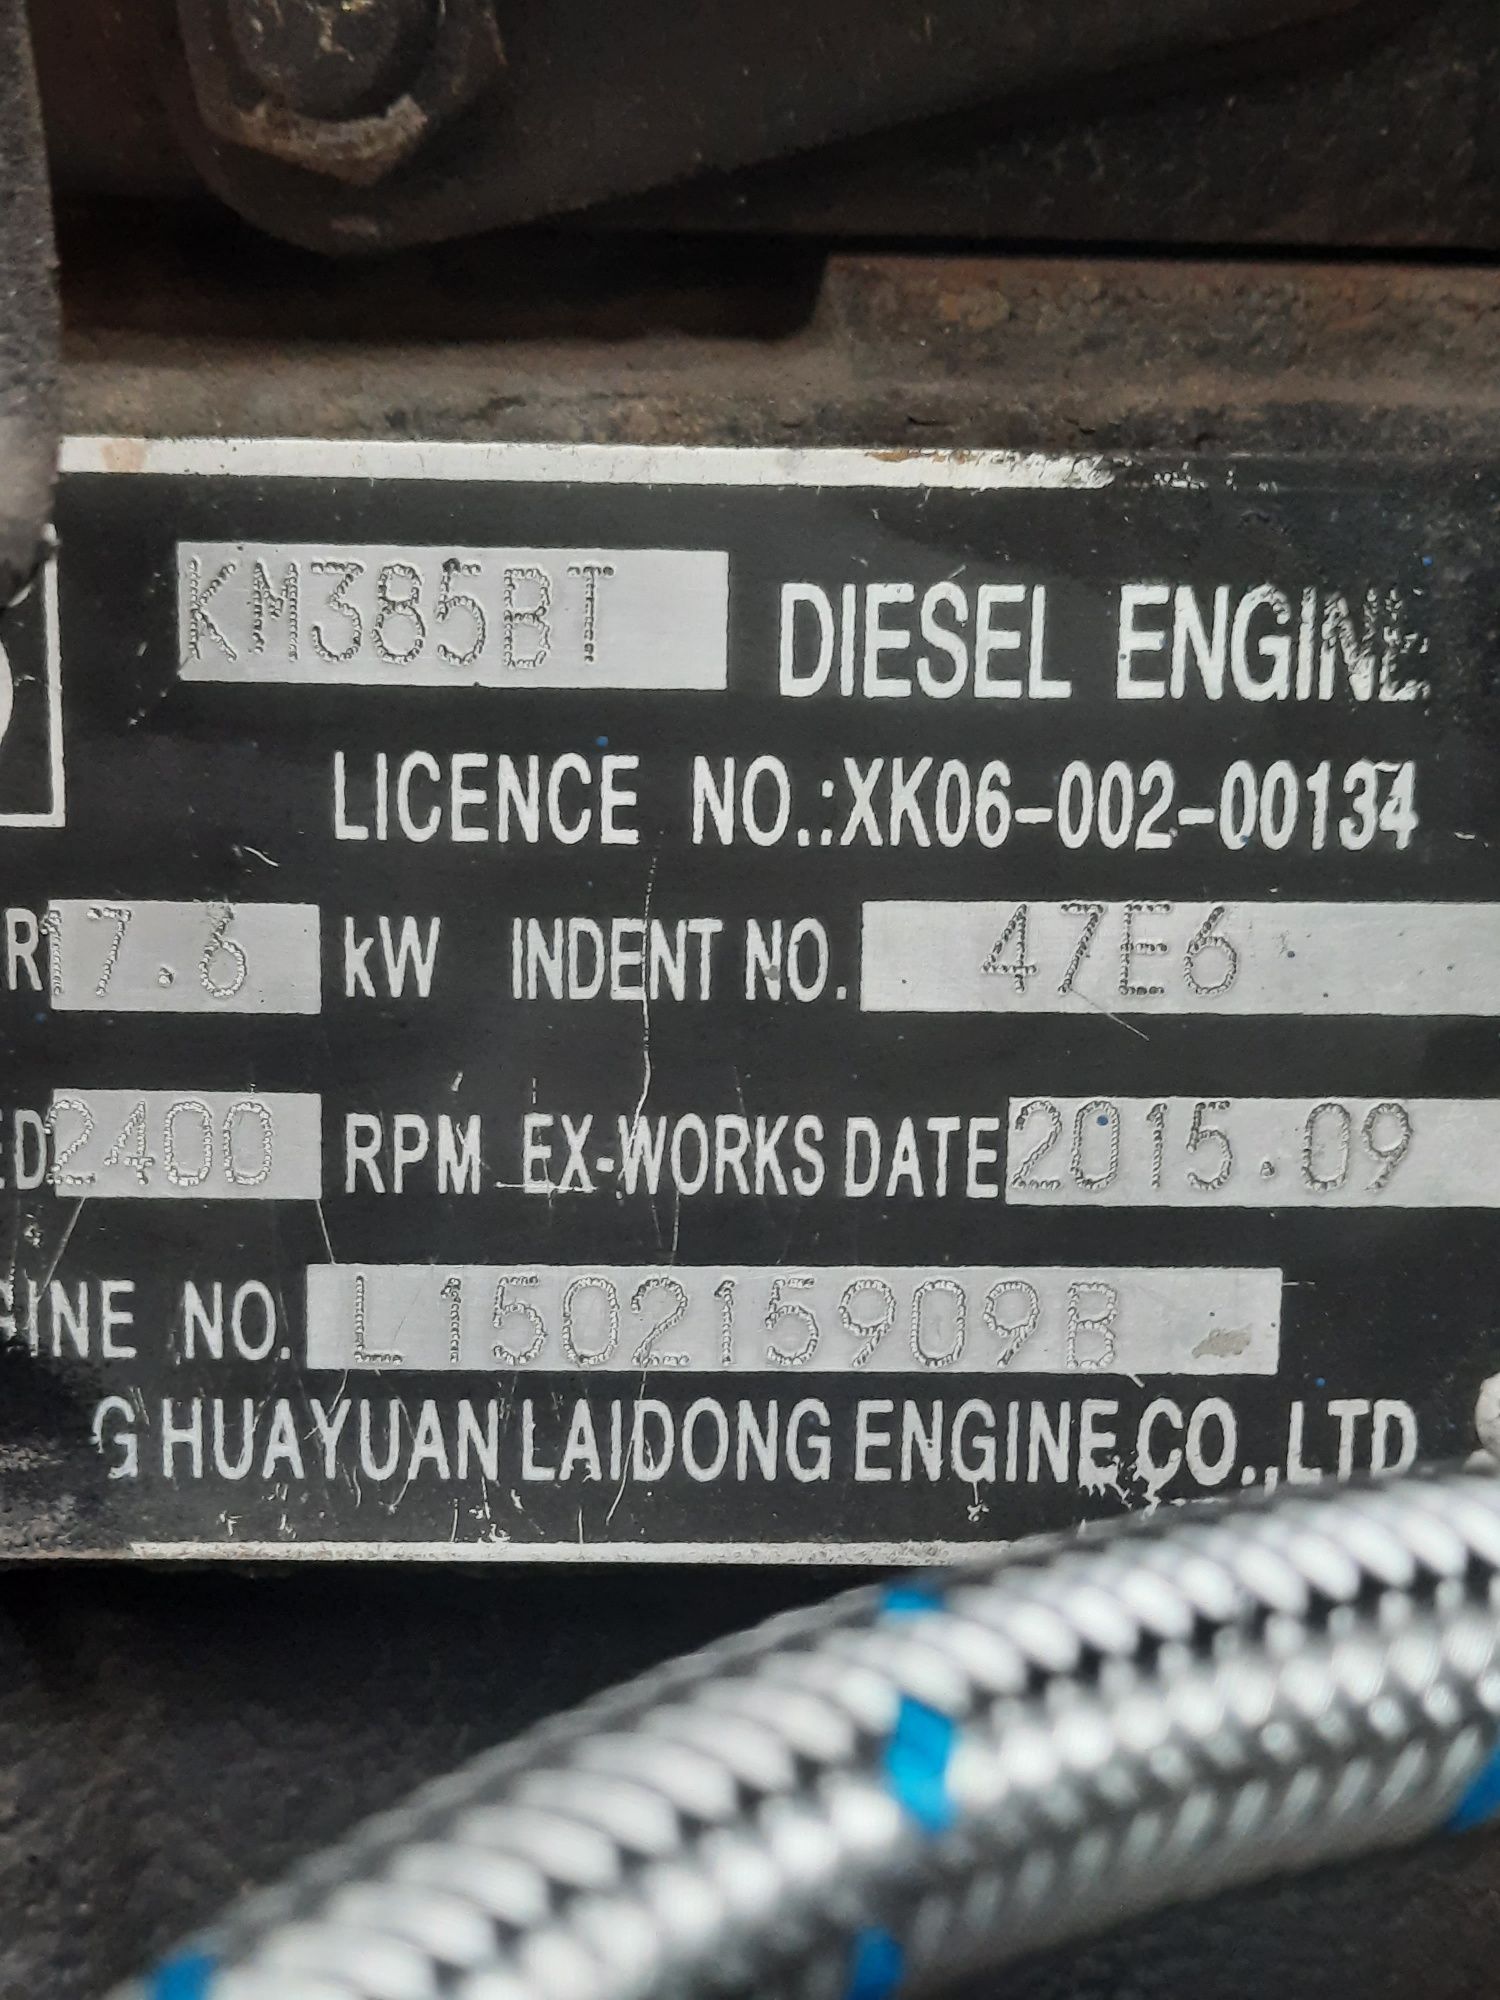 KM385BT DIESEL ENGINE
LICENCE NO.:XK06-002-00134
R 17.6 kW INDENT NO. 47E6
ED 2400 RPM EX-WORKS DATE 2015.09
INE NO. L150215909B
G HUAYUAN LAIDONG ENGINE CO.,LTD